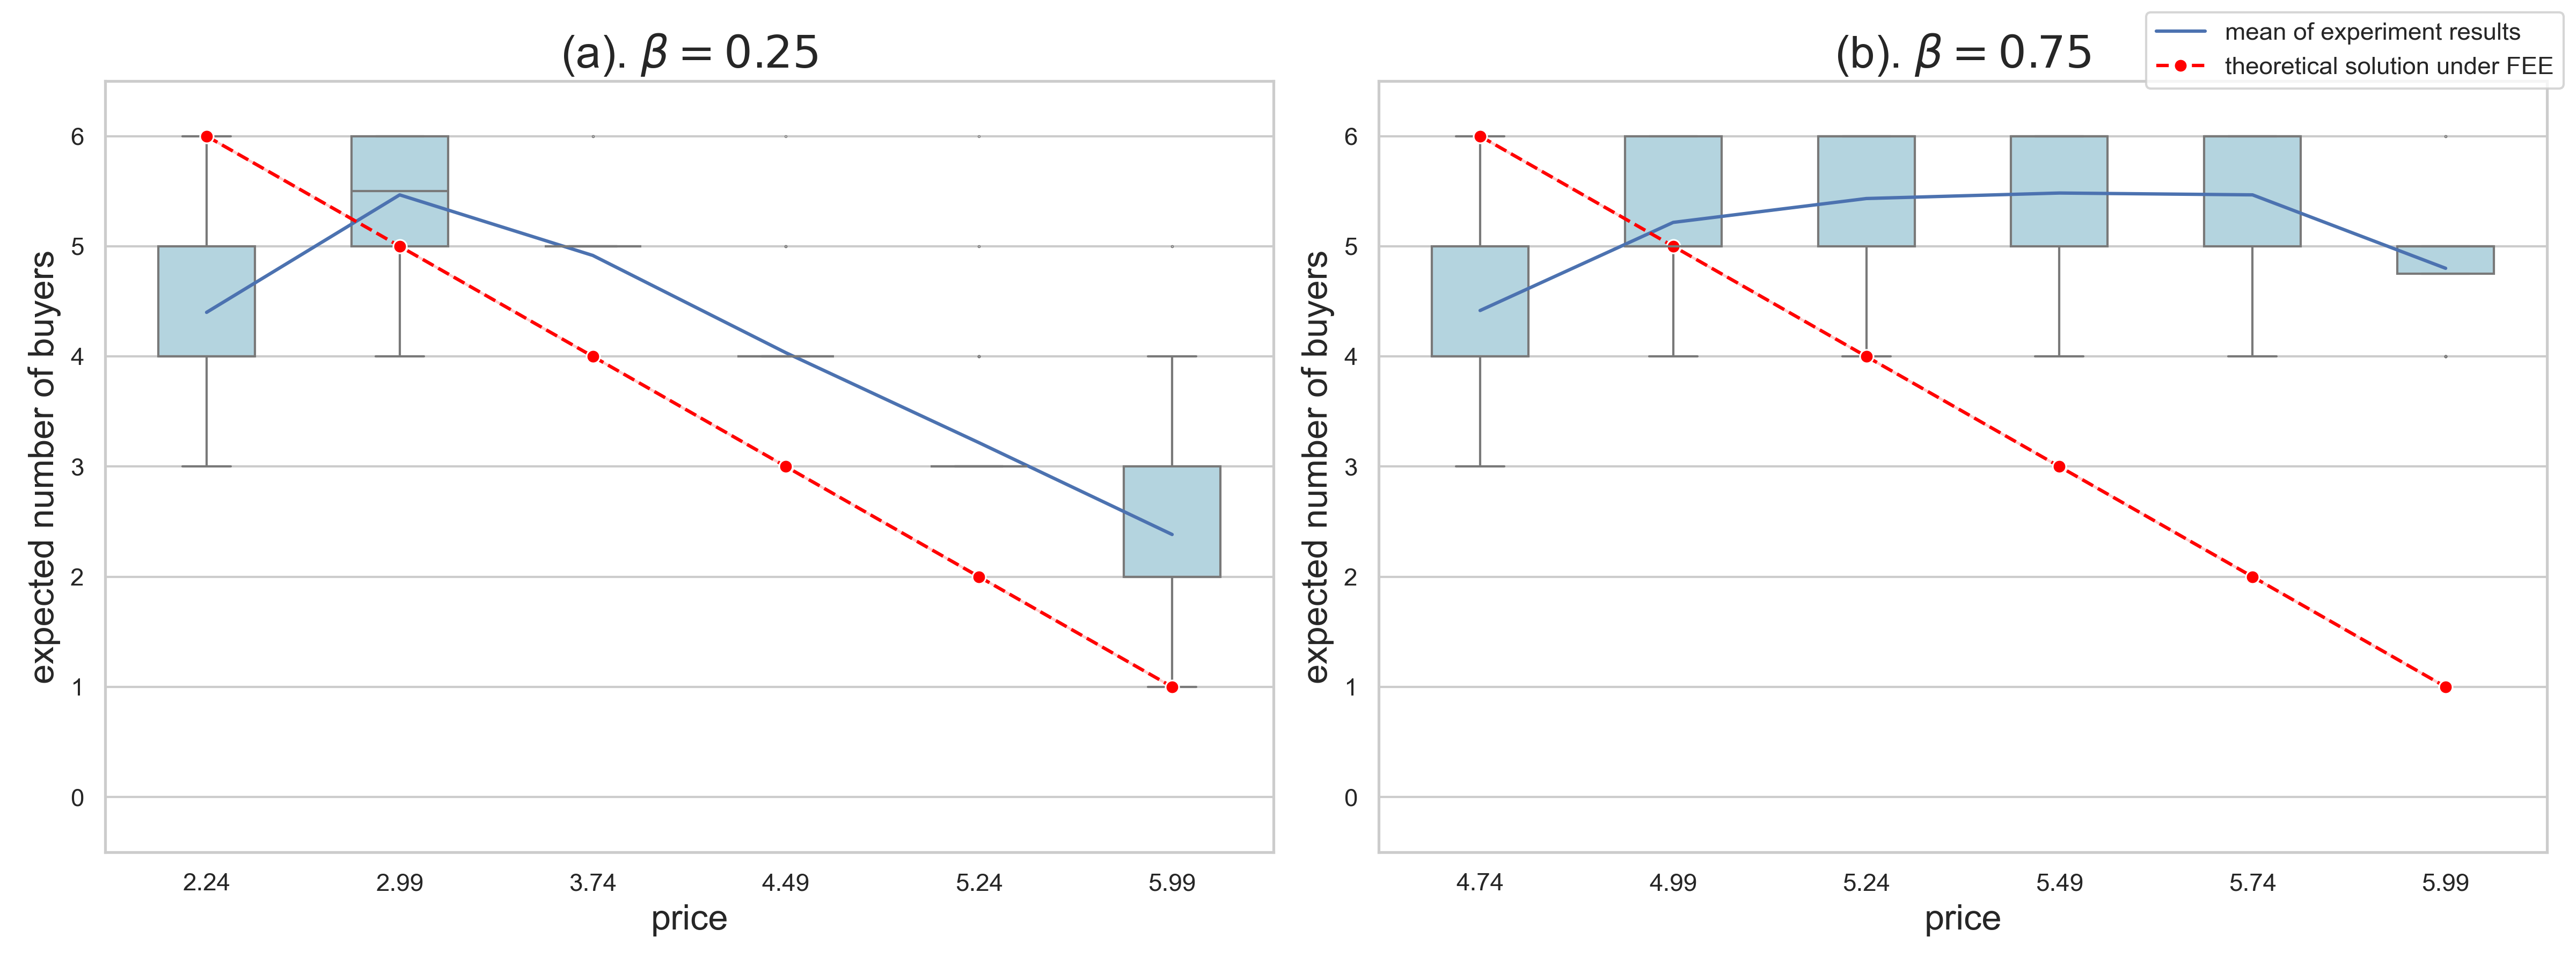 (a). β = 0.25
expected number of buyers
6
5
4
3
2
1
0
2.24 2.99 3.74 4.49 5.24 5.99
price
(b). β = 0.75
mean of experiment results
theoretical solution under FEE
expected number of buyers
6
5
4
3
2
1
0
4.74 4.99 5.24 5.49 5.74 5.99
price